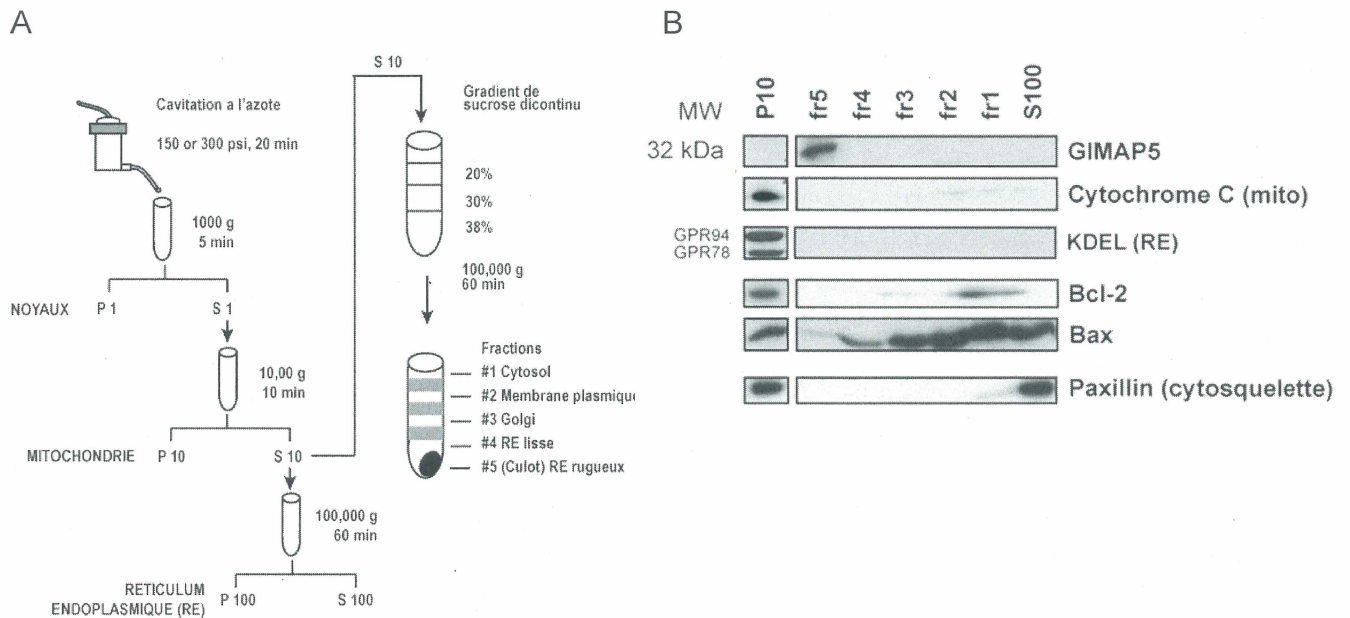 A
S 10
Cavitation a l'azote
150 or 300 psi, 20 min
Gradient de
sucrose dicontinu
20%
30%
38%
1000 g
5 min
100,000 g
60 min
NOYAUX
P 1
S 1
10,00 g
10 min
Fractions
#1 Cytosol
#2 Membrane plasmique
#3 Golgi
#4 RE lisse
#5 (Culot) RE rugueux
MITOCHONDRIE
P 10
S 10
100,000 g
60 min
RETICULUM
ENDOPLASMIQUE (RE)
P 100
S 100
B
MW
P10
fr5
fr4
fr3
fr2
fr1
S100
32 kDa
GIMAP5
Cytochrome C (mito)
GPR94
GPR78
KDEL (RE)
Bcl-2
Bax
Paxillin (cytosquelette)